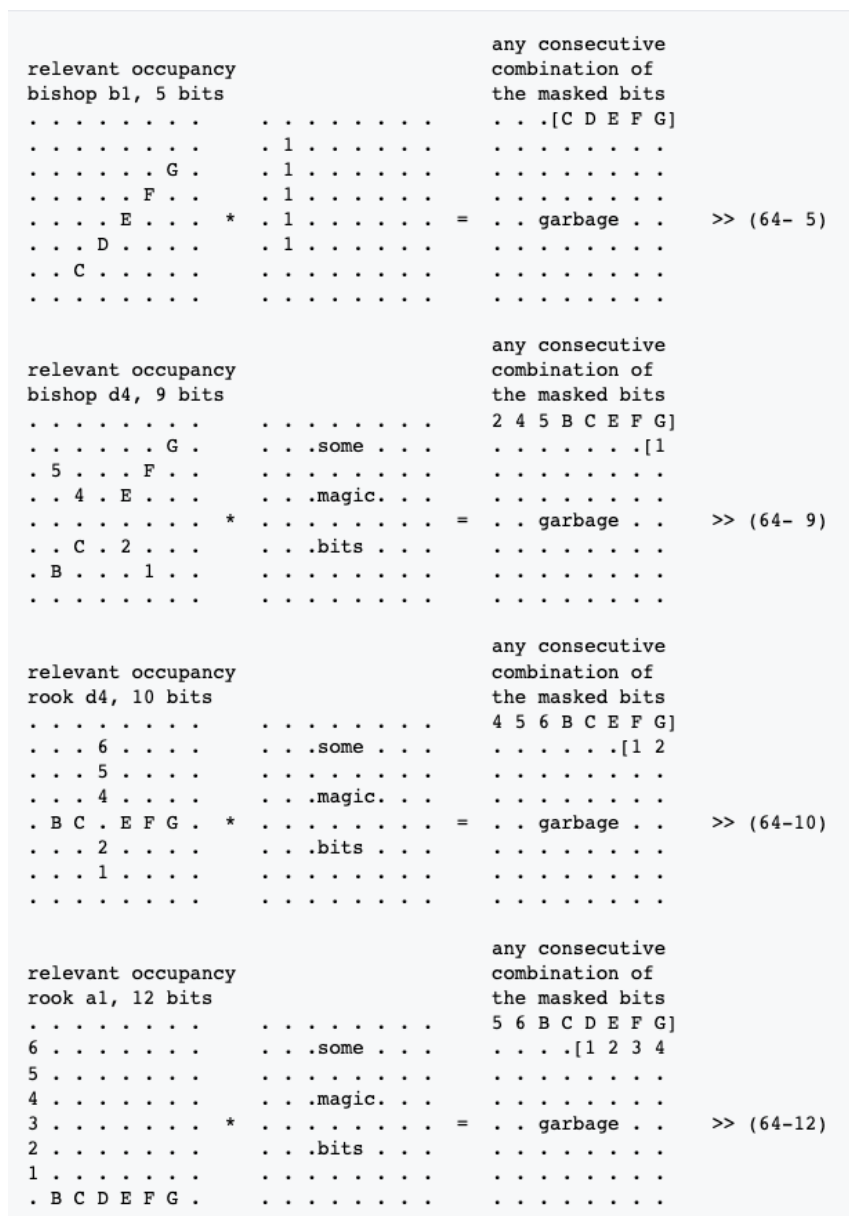 any consecutive
relevant occupancy combination of
bishop b1, 5 bits the masked bits
. . . . . . . . . . . . . . . . . . .[C D E F G]
. . . . . . . . . 1 . . . . . . . . . . . . . .
. . . . . . G . . 1 . . . . . . . . . . . . . .
. . . . . F . . . 1 . . . . . . . . . . . . . .
. . . . E . . . * . 1 . . . . . . = . . garbage . . >> (64- 5)
. . . D . . . . . 1 . . . . . . . . . . . . . .
. . C . . . . . . . . . . . . . . . . . . . . .
. . . . . . . . . . . . . . . . . . . . . . . .
any consecutive
relevant occupancy combination of
bishop d4, 9 bits the masked bits
. . . . . . . . . . . . . . . . 2 4 5 B C E F G]
. . . . . . G . . . .some . . . . . . . . . .[1
. 5 . . . F . . . . . . . . . . . . . . . . . .
. . 4 . E . . . . . .magic. . . . . . . . . . .
. . . . . . . . * . . . . . . . . = . . garbage . . >> (64- 9)
. . C . 2 . . . . . .bits . . . . . . . . . . .
. B . . . 1 . . . . . . . . . . . . . . . . . .
. . . . . . . . . . . . . . . . . . . . . . . .
any consecutive
relevant occupancy combination of
rook d4, 10 bits the masked bits
. . . . . . . . . . . . . . . . 4 5 6 B C E F G]
. . . 6 . . . . . . .some . . . . . . . . .[1 2
. . . 5 . . . . . . . . . . . . . . . . . . . .
. . . 4 . . . . . . .magic. . . . . . . . . . .
. B C . E F G . * . . . . . . . . = . . garbage . . >> (64-10)
. . . 2 . . . . . . .bits . . . . . . . . . . .
. . . 1 . . . . . . . . . . . . . . . . . . . .
. . . . . . . . . . . . . . . . . . . . . . . .
any consecutive
relevant occupancy combination of
rook a1, 12 bits the masked bits
. . . . . . . . . . . . . . . . 5 6 B C D E F G]
6 . . . . . . . . . .some . . . . . . .[1 2 3 4
5 . . . . . . . . . . . . . . . . . . . . . . .
4 . . . . . . . . . .magic. . . . . . . . . . .
3 . . . . . . . * . . . . . . . . = . . garbage . . >> (64-12)
2 . . . . . . . . . .bits . . . . . . . . . . .
1 . . . . . . . . . . . . . . . . . . . . . . .
. B C D E F G . . . . . . . . . . . . . . . . .